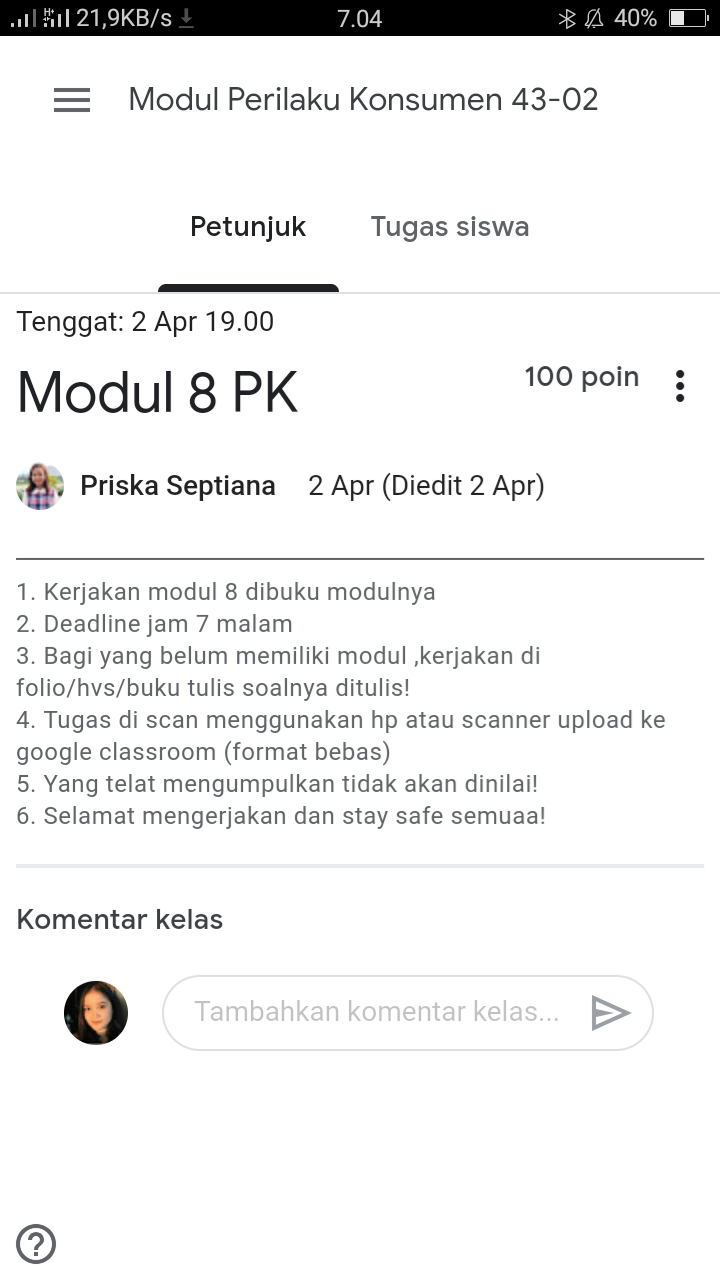 21,9KB/s 7.04 40%
Modul Perilaku Konsumen 43-02
Petunjuk Tugas siswa
Tenggat: 2 Apr 19.00
Modul 8 PK 100 poin
Priska Septiana 2 Apr (Diedit 2 Apr)
1. Kerjakan modul 8 dibuku modulnya
2. Deadline jam 7 malam
3. Bagi yang belum memiliki modul ,kerjakan di
folio/hvs/buku tulis soalnya ditulis!
4. Tugas di scan menggunakan hp atau scanner upload ke
google classroom (format bebas)
5. Yang telat mengumpulkan tidak akan dinilai!
6. Selamat mengerjakan dan stay safe semuaa!
Komentar kelas
Tambahkan komentar kelas...